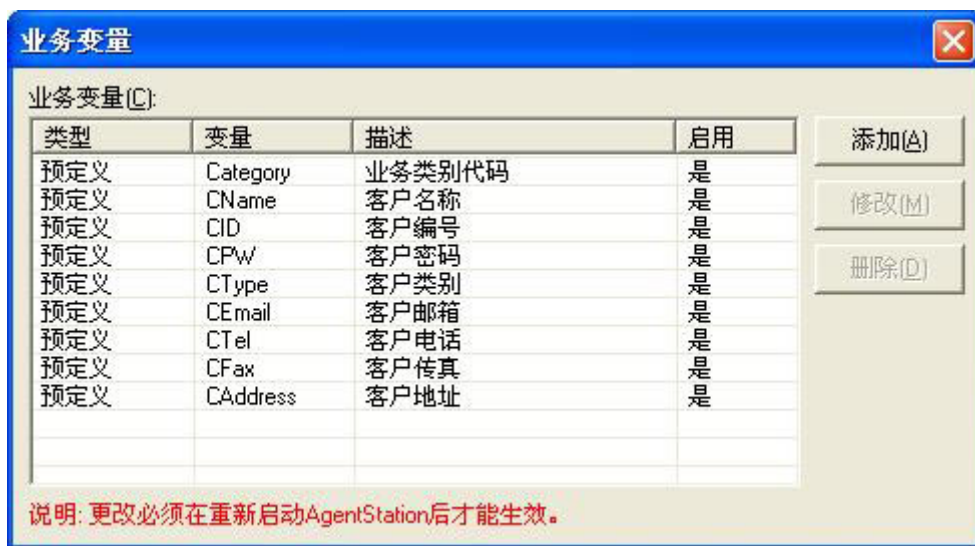 业务变量
业务变量(C):
类型 变量 描述 启用 添加(A)
预定义 Category 业务类别代码 是
预定义 CName 客户名称 是 修改(M)
预定义 CID 客户编号 是
预定义 CPW 客户密码 是 删除(D)
预定义 CType 客户类别 是
预定义 CEmail 客户邮箱 是
预定义 CTel 客户电话 是
预定义 CFax 客户传真 是
预定义 CAddress 客户地址 是
说明: 更改必须在重新启动AgentStation后才能生效。